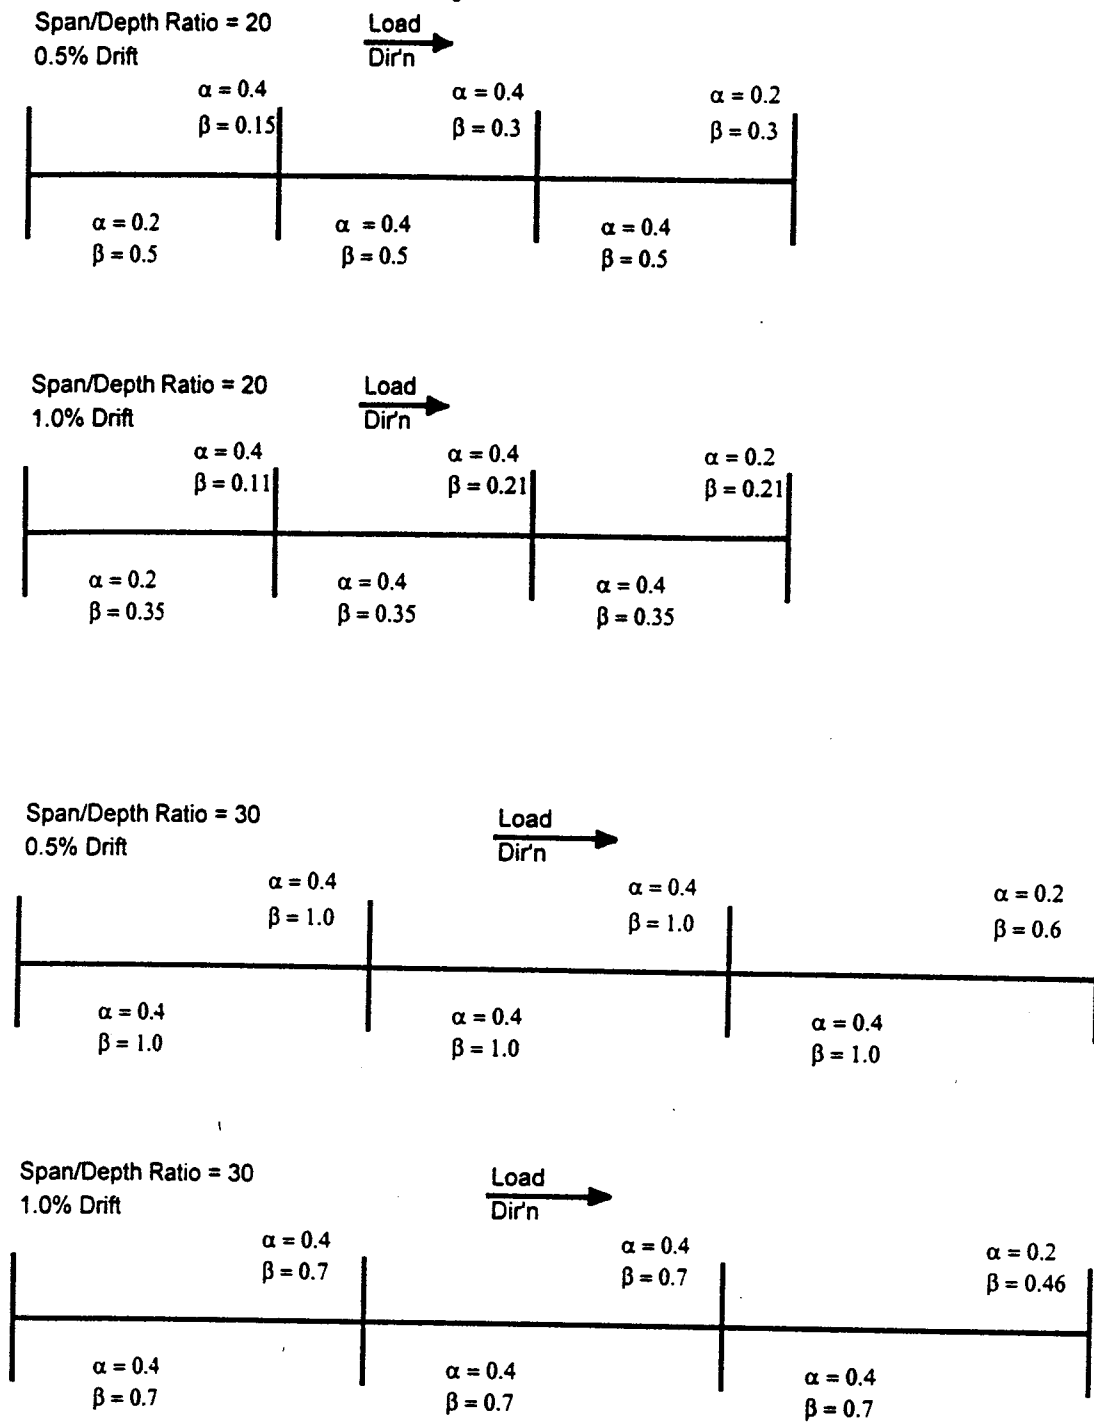 Span/Depth Ratio = 20
0.5% Drift
Load
Dir'n
α = 0.4
β = 0.15
α = 0.4
β = 0.3
α = 0.2
β = 0.3
α = 0.2
β = 0.5
α = 0.4
β = 0.5
α = 0.4
β = 0.5
Span/Depth Ratio = 20
1.0% Drift
Load
Dir'n
α = 0.4
β = 0.11
α = 0.4
β = 0.21
α = 0.2
β = 0.21
α = 0.2
β = 0.35
α = 0.4
β = 0.35
α = 0.4
β = 0.35
Span/Depth Ratio = 30
0.5% Drift
Load
Dir'n
α = 0.4
β = 1.0
α = 0.4
β = 1.0
α = 0.2
β = 0.6
α = 0.4
β = 1.0
α = 0.4
β = 1.0
α = 0.4
β = 1.0
Span/Depth Ratio = 30
1.0% Drift
Load
Dir'n
α = 0.4
β = 0.7
α = 0.4
β = 0.7
α = 0.2
β = 0.46
α = 0.4
β = 0.7
α = 0.4
β = 0.7
α = 0.4
β = 0.7